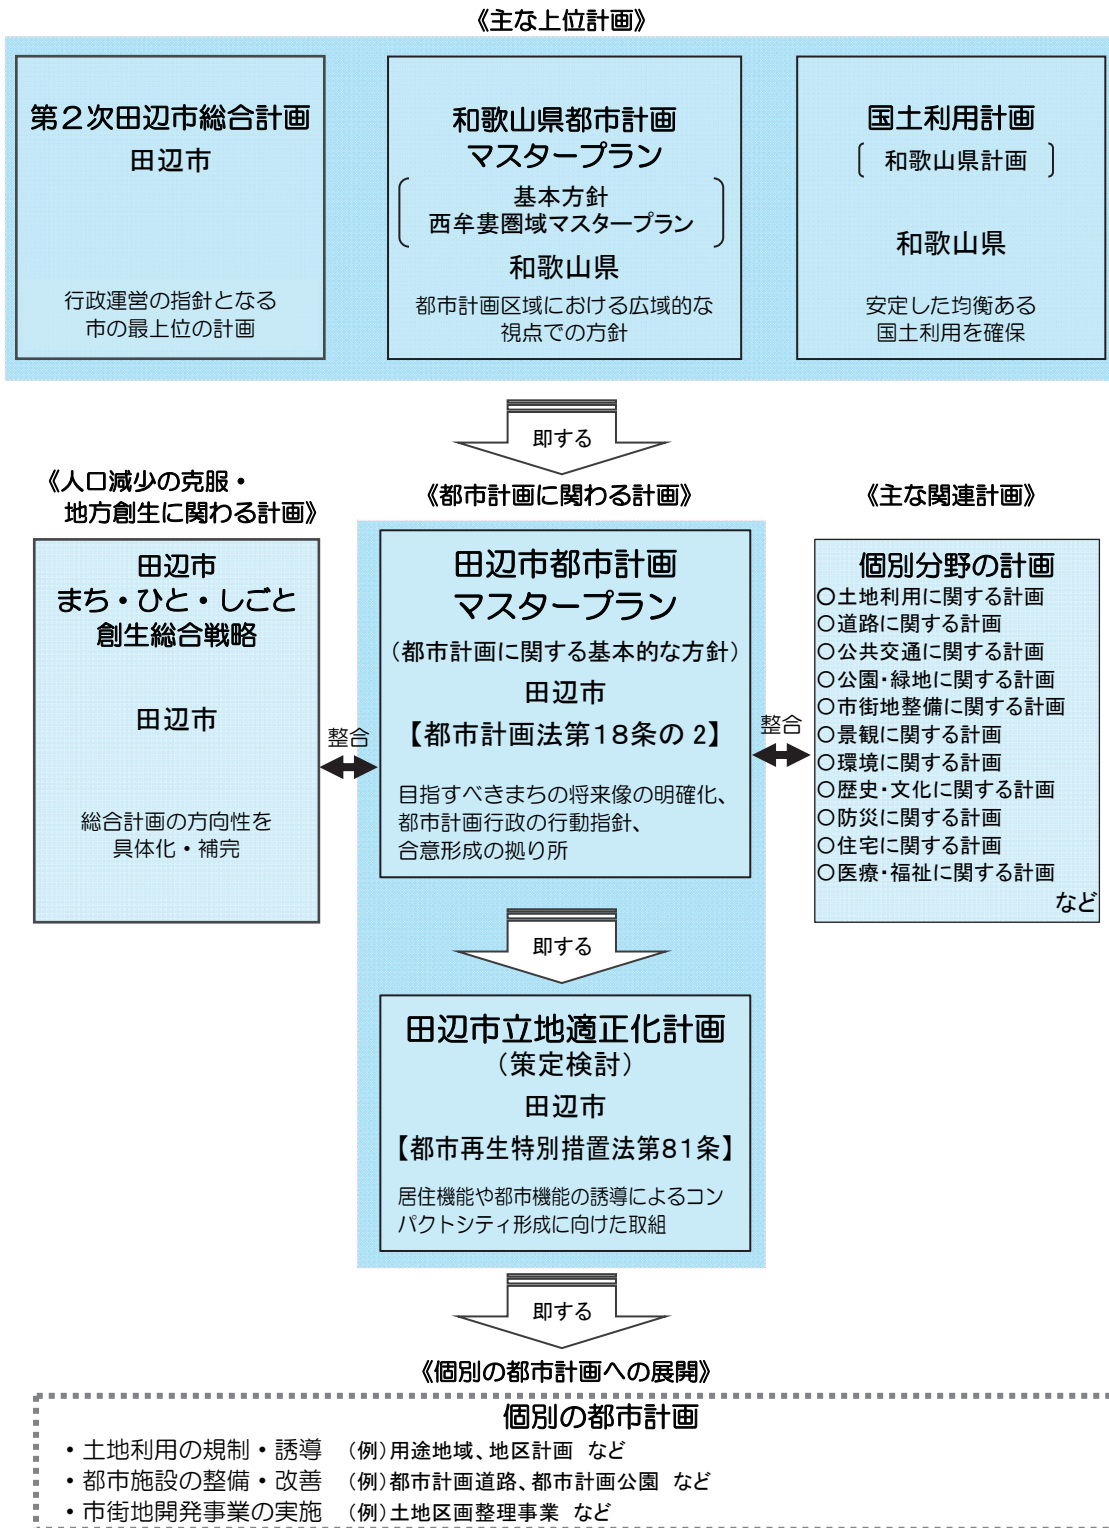 《主な上位計画》
第2次田辺市総合計画
田辺市
行政運営の指針となる
市の最上位の計画
和歌山県都市計画
マスタープラン
基本方針
西牟婁圏域マスタープラン
和歌山県
都市計画区域における広域的な
視点での方針
国土利用計画
〔 和歌山県計画 〕
和歌山県
安定した均衡ある
国土利用を確保
即する
《人口減少の克服・
地方創生に関わる計画》
田辺市
まち・ひと・しごと
創生総合戦略
田辺市
総合計画の方向性を
具体化・補完
整合
《都市計画に関わる計画》
田辺市都市計画
マスタープラン
(都市計画に関する基本的な方針)
田辺市
【都市計画法第18条の 2】
目指すべきまちの将来像の明確化、
都市計画行政の行動指針、
合意形成の拠り所
整合
《主な関連計画》
個別分野の計画
○土地利用に関する計画
○道路に関する計画
○公共交通に関する計画
○公園・緑地に関する計画
○市街地整備に関する計画
○景観に関する計画
○環境に関する計画
○歴史・文化に関する計画
○防災に関する計画
○住宅に関する計画
○医療・福祉に関する計画
など
即する
田辺市立地適正化計画
(策定検討)
田辺市
【都市再生特別措置法第81条】
居住機能や都市機能の誘導によるコン
パクトシティ形成に向けた取組
即する
《個別の都市計画への展開》
個別の都市計画
・土地利用の規制・誘導 (例)用途地域、地区計画 など
・都市施設の整備・改善 (例)都市計画道路、都市計画公園 など
・市街地開発事業の実施 (例)土地区画整理事業 など